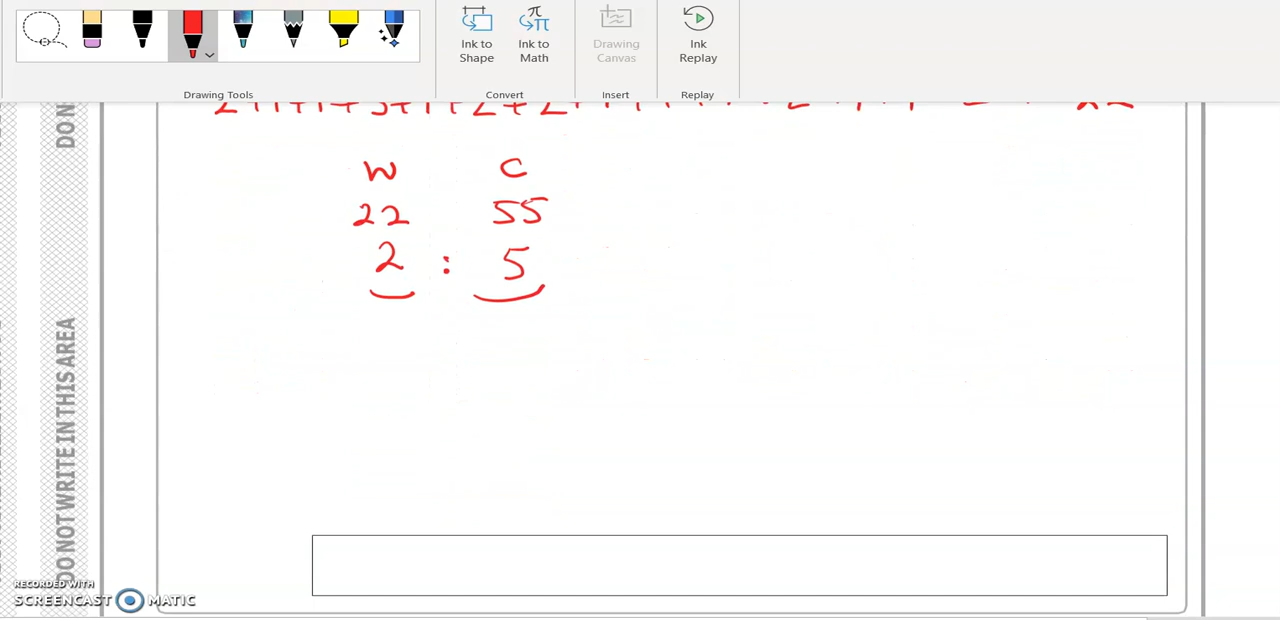 Ink to Shape
Ink to Math
Drawing Canvas
Ink Replay
Drawing Tools
Convert
Insert
Replay
DO N
W C
22 55
2 : 5
DO NOT WRITE IN THIS AREA
RECORDED WITH
SCREENCAST MATIC